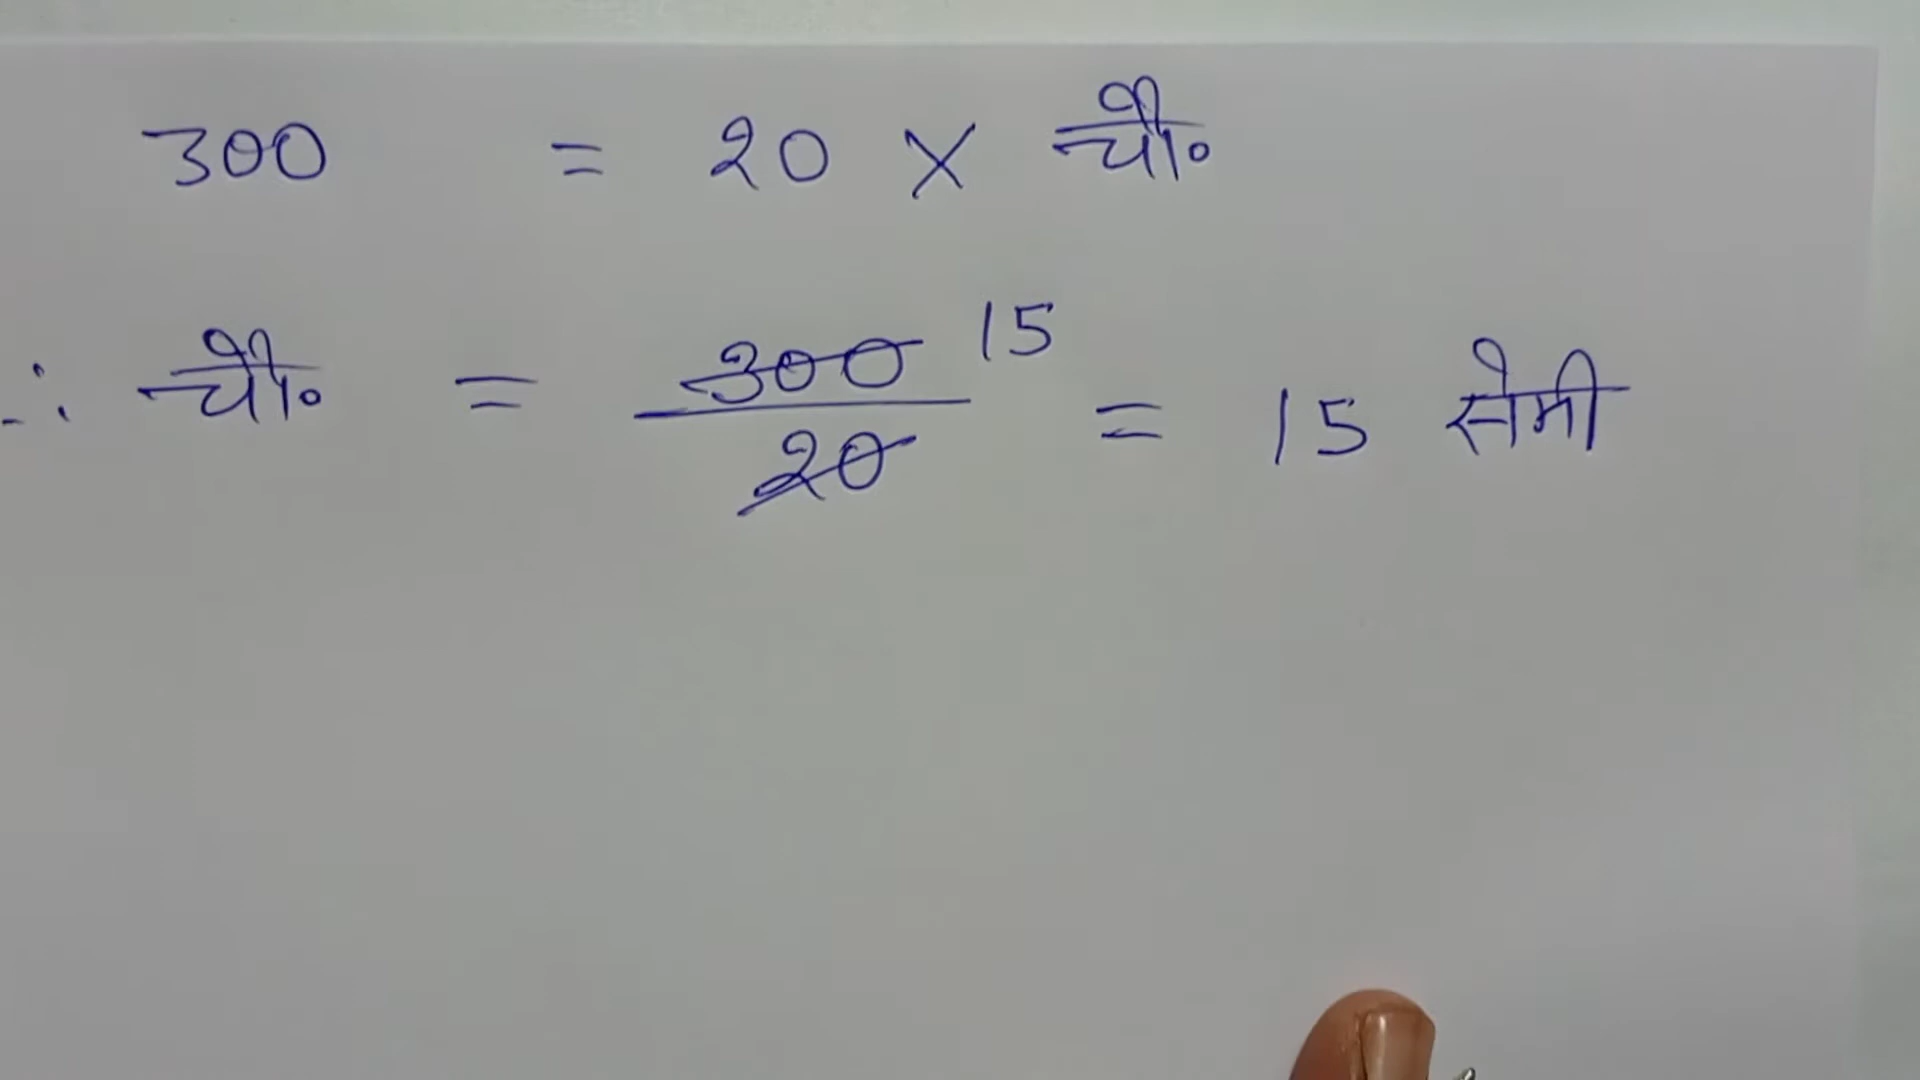 300 = 20 × चौ०
∴ चौ० = 300/20 15 = 15 सेमी